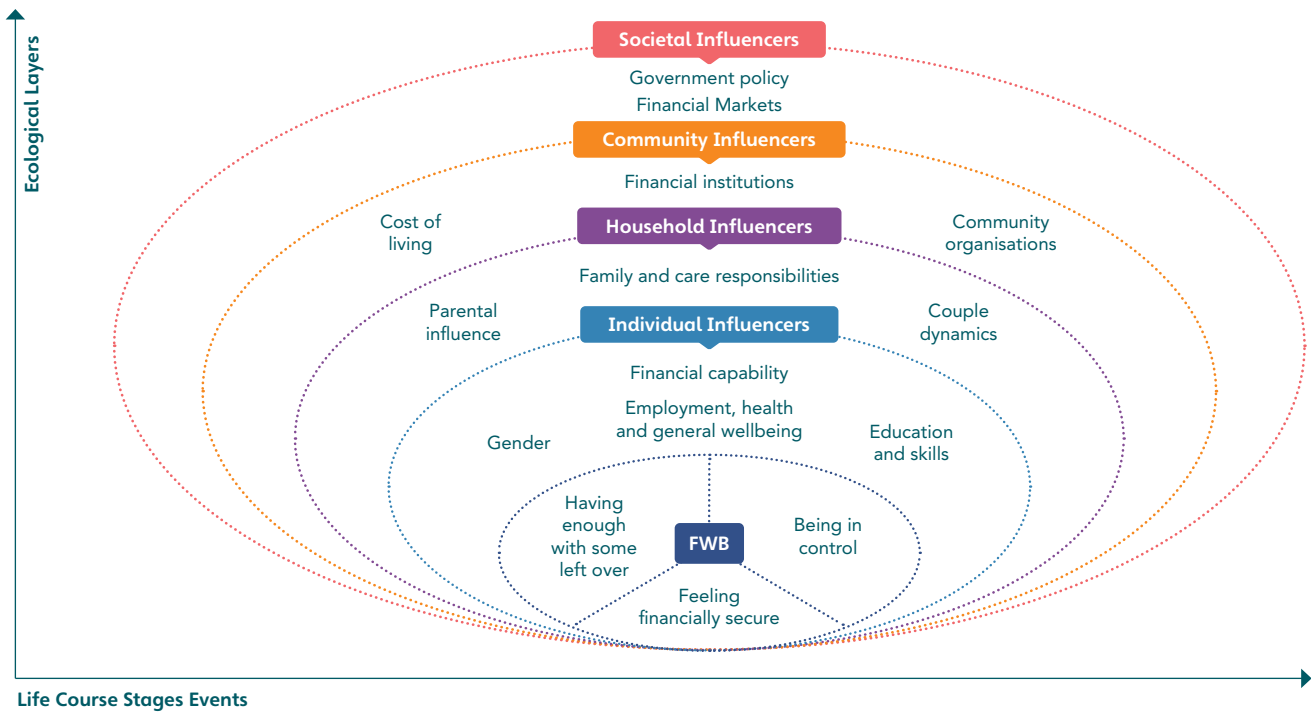 Ecological Layers
Societal Influencers
Government policy
Financial Markets
Community Influencers
Financial institutions
Cost of
living
Community
organisations
Household Influencers
Family and care responsibilities
Parental
influence
Couple
dynamics
Individual Influencers
Financial capability
Employment, health
and general wellbeing
Gender
Education
and skills
Having
enough
with some
left over
FWB
Being in
control
Feeling
financially secure
Life Course Stages Events